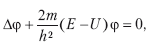 Δφ + 2m/h² (E – U) φ = 0,